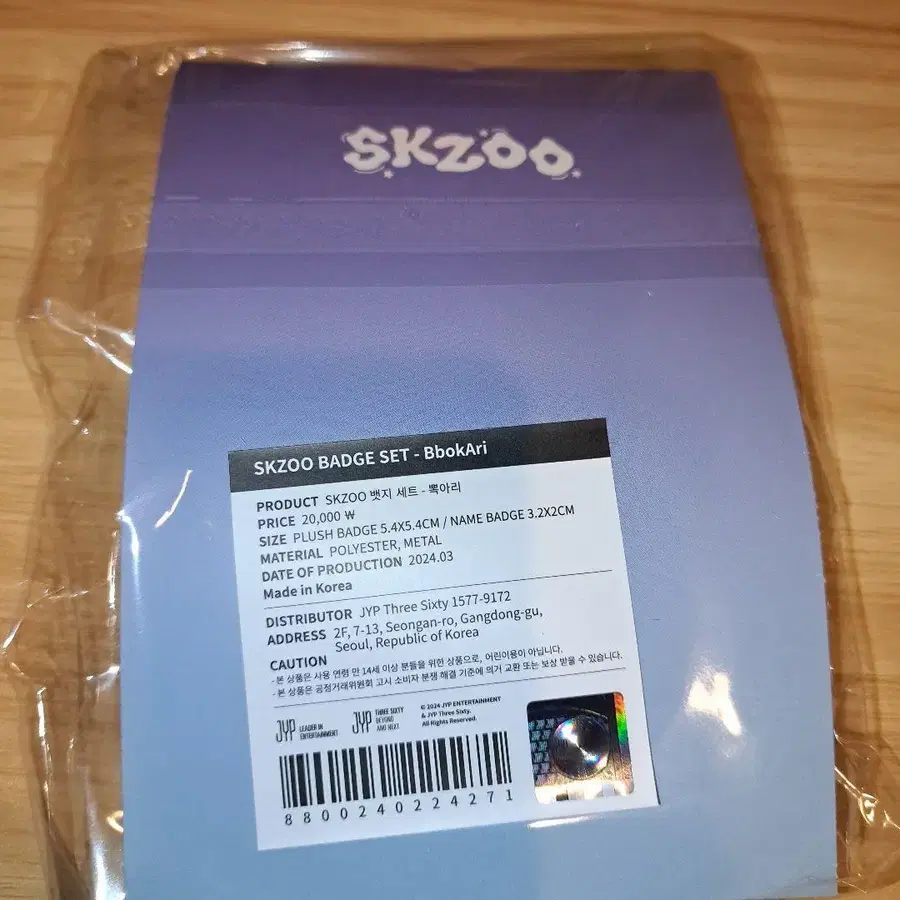 SKZOO
SKZOO BADGE SET - BbokAri
PRODUCT SKZOO 뱃지 세트 - 뽁아리
PRICE 20,000 ₩
SIZE PLUSH BADGE 5.4X5.4CM / NAME BADGE 3.2X2CM
MATERIAL POLYESTER, METAL
DATE OF PRODUCTION 2024.03
Made in Korea
DISTRIBUTOR JYP Three Sixty 1577-9172
ADDRESS 2F, 7-13, Seongan-ro, Gangdong-gu,
Seoul, Republic of Korea
CAUTION
- 본 상품은 사용 연령 만 14세 이상 분들을 위한 상품으로, 어린이용이 아닙니다.
- 본 상품은 공정거래위원회 고시 소비자 분쟁 해결 기준에 의거 교환 또는 보상 받을 수 있습니다.
JYP LEADER IN ENTERTAINMENT
JYP THREE SIXTY BEYOND AND NEXT
© 2024 JYP ENTERTAINMENT
& JYP Three Sixty.
All Rights Reserved.
8800240224271